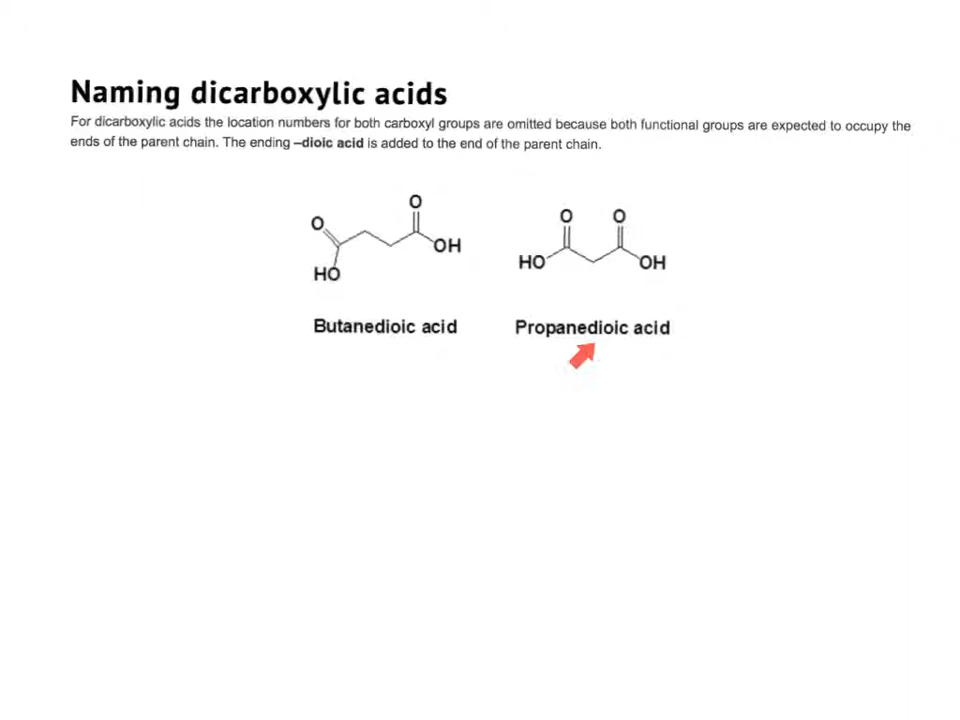 Naming dicarboxylic acids
For dicarboxylic acids the location numbers for both carboxyl groups are omitted because both functional groups are expected to occupy the
ends of the parent chain. The ending –dioic acid is added to the end of the parent chain.
O O O O
OH
HO OH
HO
Butanedioic acid Propanedioic acid